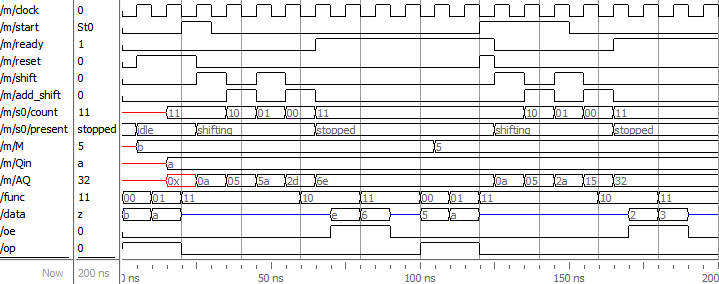 /m/clock 0
/m/start St0
/m/ready 1
/m/reset 0
/m/shift 0
/m/add_shift 0
/m/s0/count 11 11 10 01 00 11 10 01 00 11
/m/s0/present stopped idle shifting stopped shifting stopped
/m/M 5 b 5
/m/Qin a a
/m/AQ 32 0x 0a 05 5a 2d 6e 0a 05 2a 15 32
/func 11 00 01 11 10 11 00 01 11 10 11
/data z b a e 6 5 a 2 3
/oe 0
/op 0
Now 200 ns 0 ns 50 ns 100 ns 150 ns 200